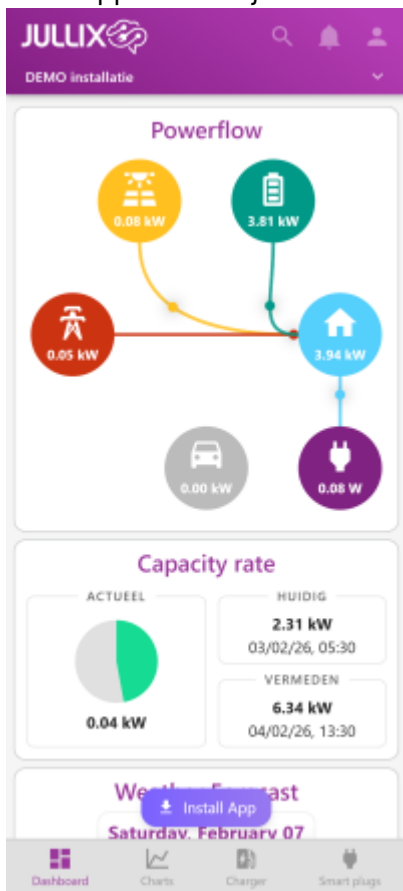 JULLIX
DEMO installatie
Powerflow
0.08 kW
3.81 kW
0.05 kW
3.94 kW
0.00 kW
0.08 W
Capacity rate
ACTUEEL
0.04 kW
HUIDIG
2.31 kW
03/02/26, 05:30
VERMEDEN
6.34 kW
04/02/26, 13:30
Install App
Saturday, February 07
Dashboard
Charts
Charger
Smart plugs